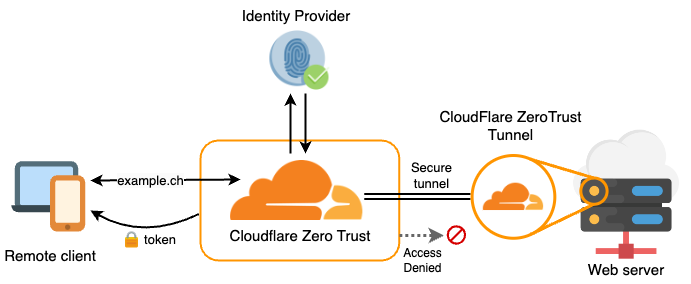 Identity Provider
CloudFlare ZeroTrust
Tunnel
example.ch
Secure
tunnel
token
Cloudflare Zero Trust
Access
Denied
Remote client
Web server